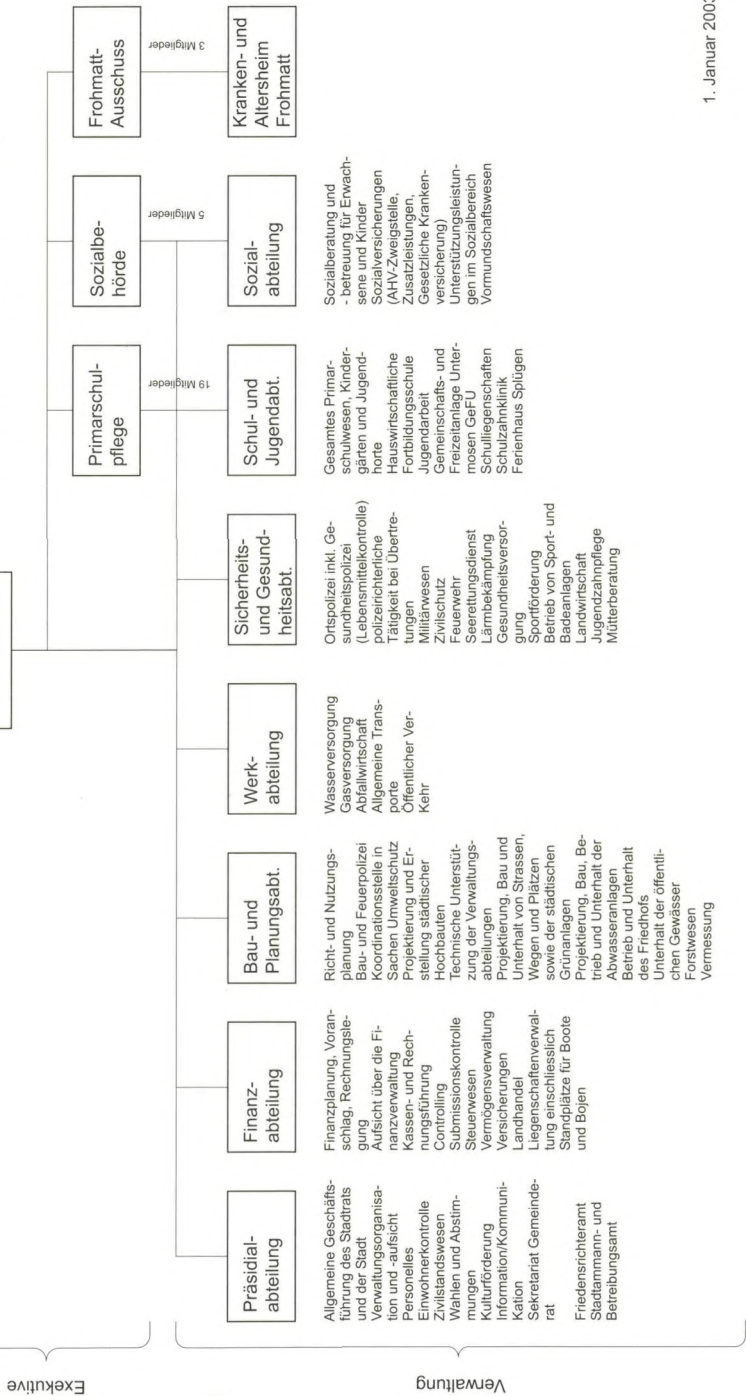 Exekutive
Primarschul-
pflege
Sozialbe-
hörde
Frohmatt-
Ausschuss
19 Mitglieder
5 Mitglieder
3 Mitglieder
Verwaltung
Präsidial-
abteilung
Allgemeine Geschäfts-
führung des Stadtrats
und der Stadt
Verwaltungsorganisa-
tion und -aufsicht
Personelles
Einwohnerkontrolle
Zivilstandswesen
Wahlen und Abstim-
mungen
Kulturförderung
Information/Kommuni-
Kation
Sekretariat Gemeinde-
rat
Friedensrichteramt
Stadtammann- und
Betreibungsamt
Finanz-
abteilung
Finanzplanung, Voran-
schlag, Rechnungsle-
gung
Aufsicht über die Fi-
nanzverwaltung
Kassen- und Rech-
nungsführung
Controlling
Submissionskontrolle
Steuerwesen
Vermögensverwaltung
Versicherungen
Landhandel
Liegenschaftenverwal-
tung einschliesslich
Standplätze für Boote
und Bojen
Bau- und
Planungsabt.
Richt- und Nutzungs-
planung
Bau- und Feuerpolizei
Koordinationsstelle in
Sachen Umweltschutz
Projektierung und Er-
stellung städtischer
Hochbauten
Technische Unterstüt-
zung der Verwaltungs-
abteilungen
Projektierung, Bau und
Unterhalt von Strassen,
Wegen und Plätzen
sowie der städtischen
Grünanlagen
Projektierung, Bau, Be-
trieb und Unterhalt der
Abwasseranlagen
Betrieb und Unterhalt
des Friedhofs
Unterhalt der öffentli-
chen Gewässer
Forstwesen
Vermessung
Werk-
abteilung
Wasserversorgung
Gasversorgung
Abfallwirtschaft
Allgemeine Trans-
porte
Öffentlicher Ver-
Kehr
Sicherheits-
und Gesund-
heitsabt.
Ortspolizei inkl. Ge-
sundheitspolizei
(Lebensmittelkontrolle)
polizeirichterliche
Tätigkeit bei Übertre-
tungen
Militärwesen
Zivilschutz
Feuerwehr
Seerettungsdienst
Lärmbekämpfung
Gesundheitsversor-
gung
Sportförderung
Betrieb von Sport- und
Badeanlagen
Landwirtschaft
Jugendzahnpflege
Mütterberatung
Schul- und
Jugendabt.
Gesamtes Primar-
schulwesen, Kinder-
gärten und Jugend-
horte
Hauswirtschaftliche
Fortbildungsschule
Jugendarbeit
Gemeinschafts- und
Freizeitanlage Unter-
mosen GeFU
Schulliegenschaften
Schulzahnklinik
Ferienhaus Splügen
Sozial-
abteilung
Sozialberatung und
- betreuung für Erwach-
sene und Kinder
Sozialversicherungen
(AHV-Zweigstelle,
Zusatzleistungen,
Gesetzliche Kranken-
versicherung)
Unterstützungsleistun-
gen im Sozialbereich
Vormundschaftswesen
Kranken- und
Altersheim
Frohmatt
1. Januar 2003